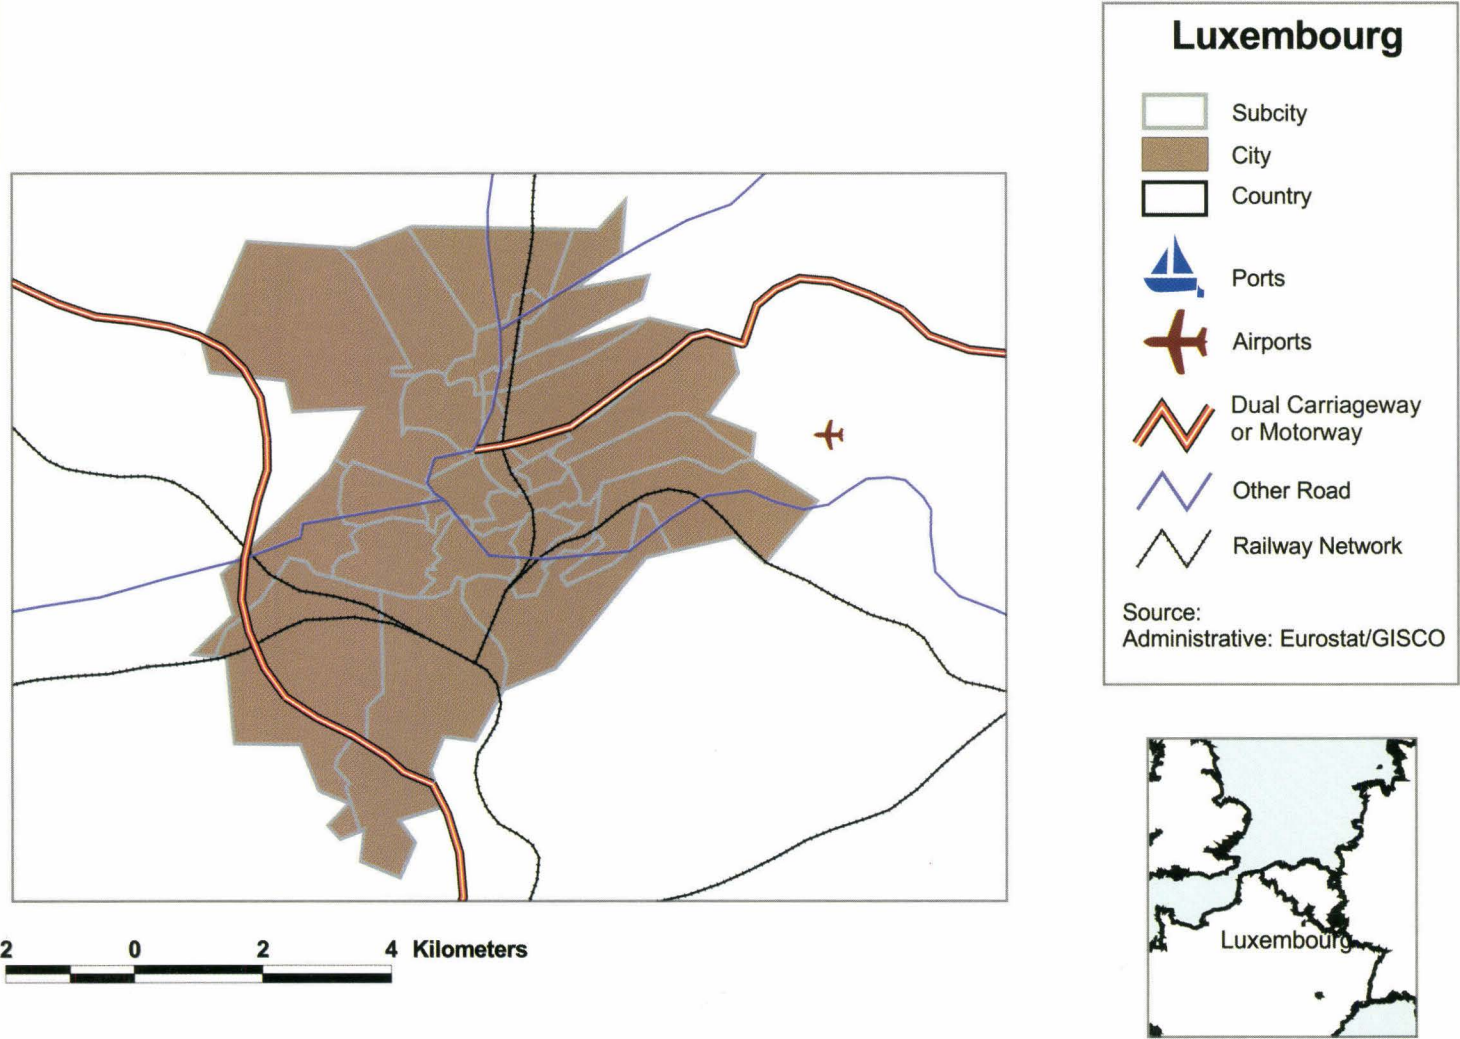 Luxembourg
Subcity
City
Country
Ports
Airports
Dual Carriageway
or Motorway
Other Road
Railway Network
Source:
Administrative: Eurostat/GISCO
2 0 2 4 Kilometers
Luxembourg